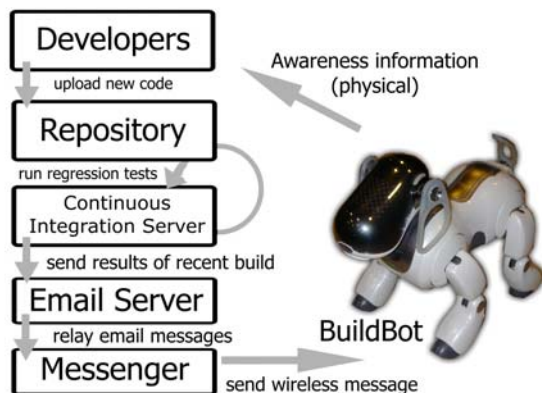 Developers
upload new code
Repository
run regression tests
Continuous
Integration Server
send results of recent build
Email Server
relay email messages
Messenger
send wireless message
BuildBot
Awareness information
(physical)